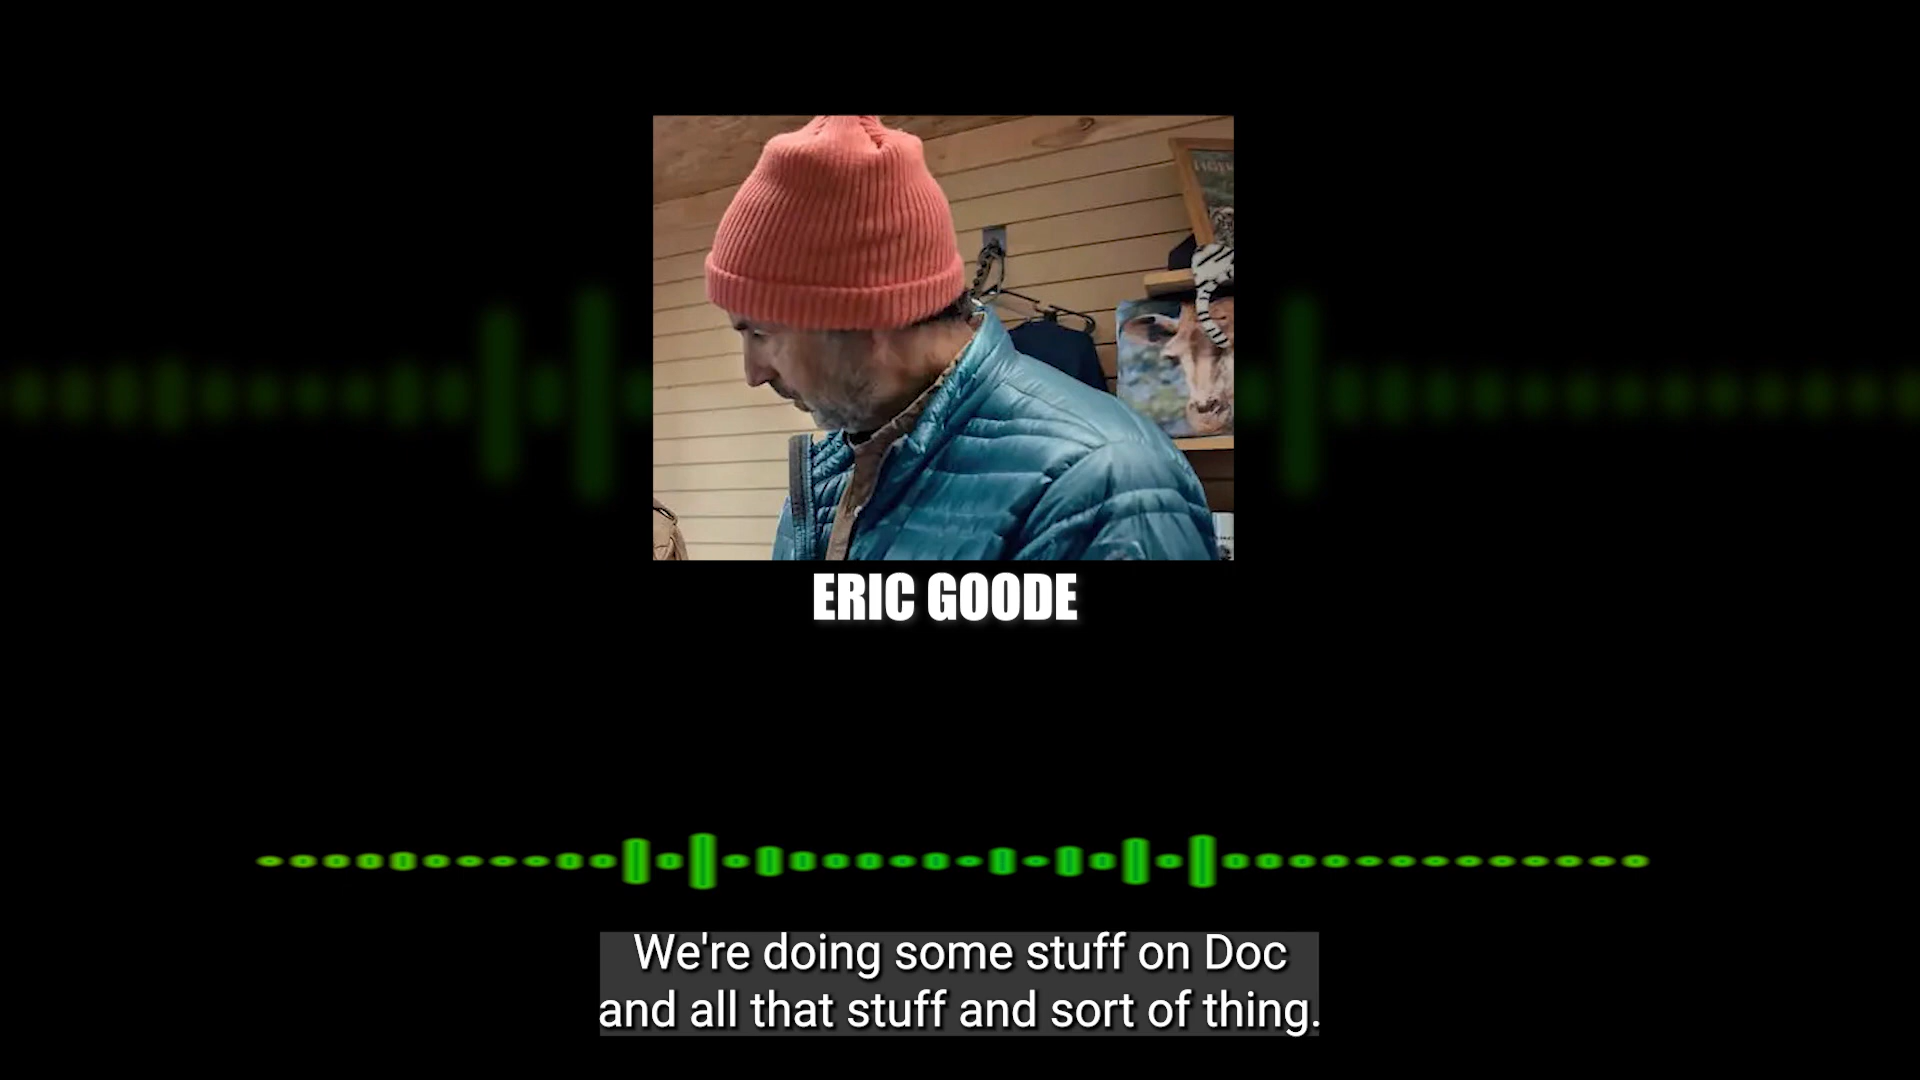 ERIC GOODE
We're doing some stuff on Doc
and all that stuff and sort of thing.